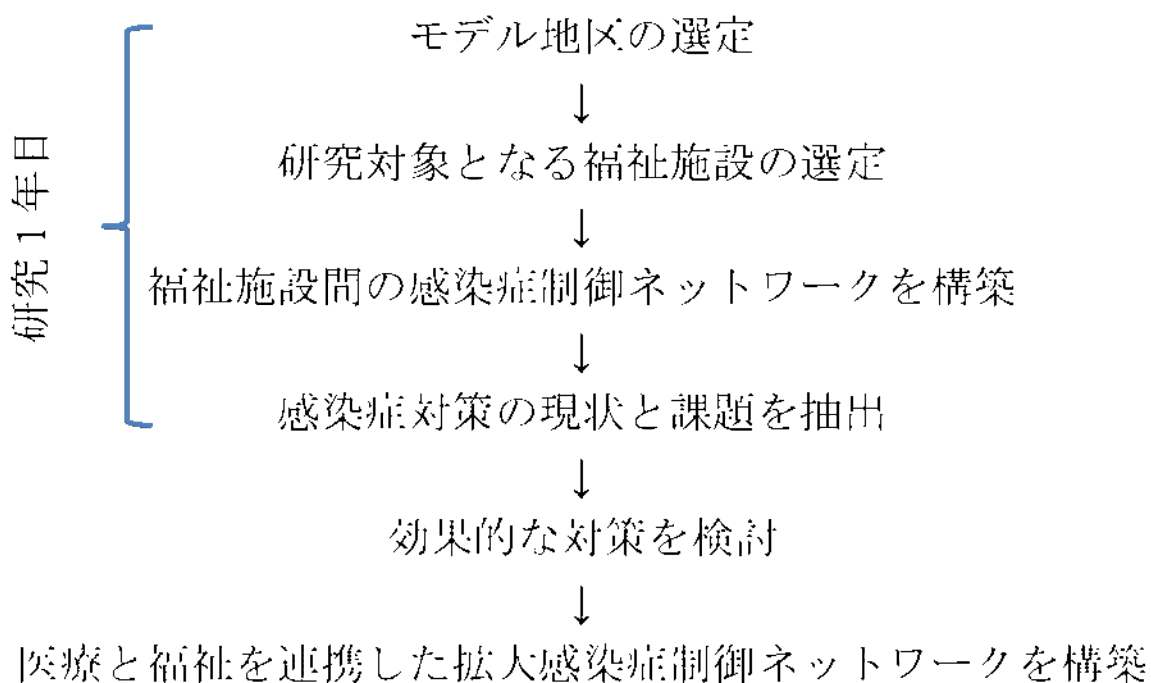 研究1年目
モデル地区の選定
↓
研究対象となる福祉施設の選定
↓
福祉施設間の感染症制御ネットワークを構築
↓
感染症対策の現状と課題を抽出
↓
効果的な対策を検討
↓
医療と福祉を連携した拡大感染症制御ネットワークを構築